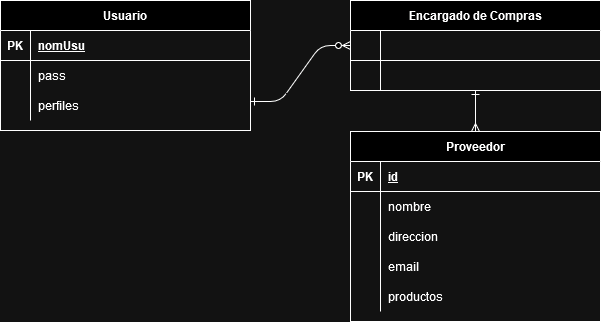 Usuario
PK nomUsu
pass
perfiles
Encargado de Compras
Proveedor
PK id
nombre
direccion
email
productos